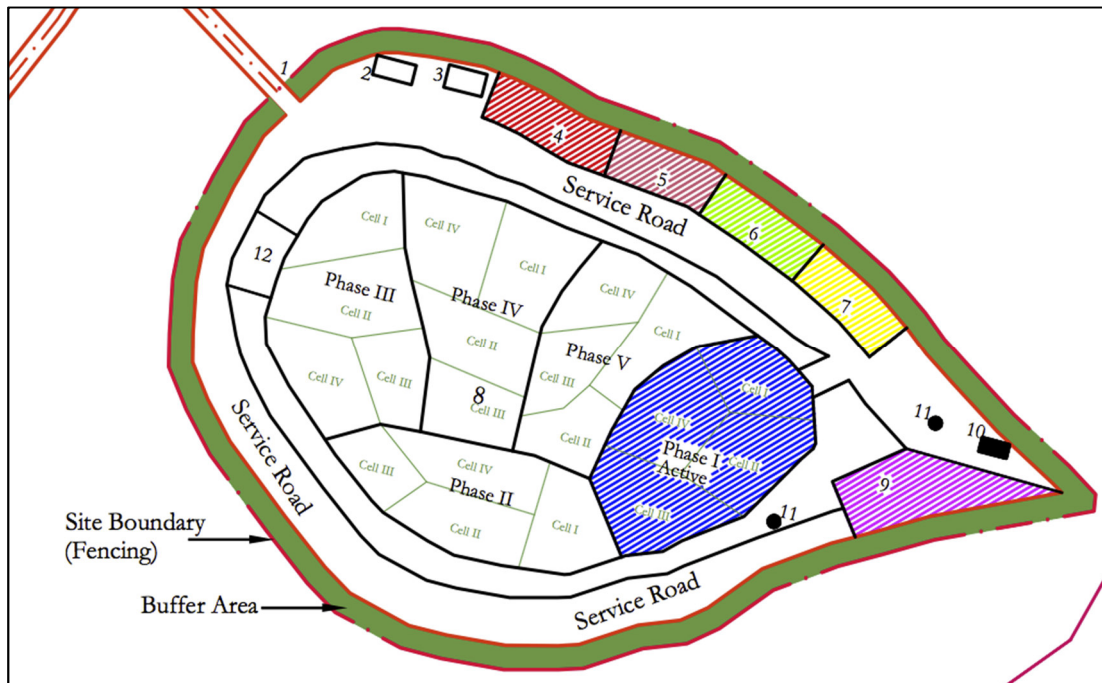 1
2
3
4
5
6
7
Service Road
12
Cell I
Cell IV
Cell I
Phase III
Cell II
Cell IV
Cell III
Phase IV
Cell II
8
Cell III
Cell IV
Cell I
Phase V
Cell III
Cell II
Cell I
Cell IV
Phase I
Active
Cell II
Cell III
11
10
9
11
Cell III
Cell IV
Phase II
Cell II
Cell I
Service Road
Service Road
Site Boundary
(Fencing)
Buffer Area